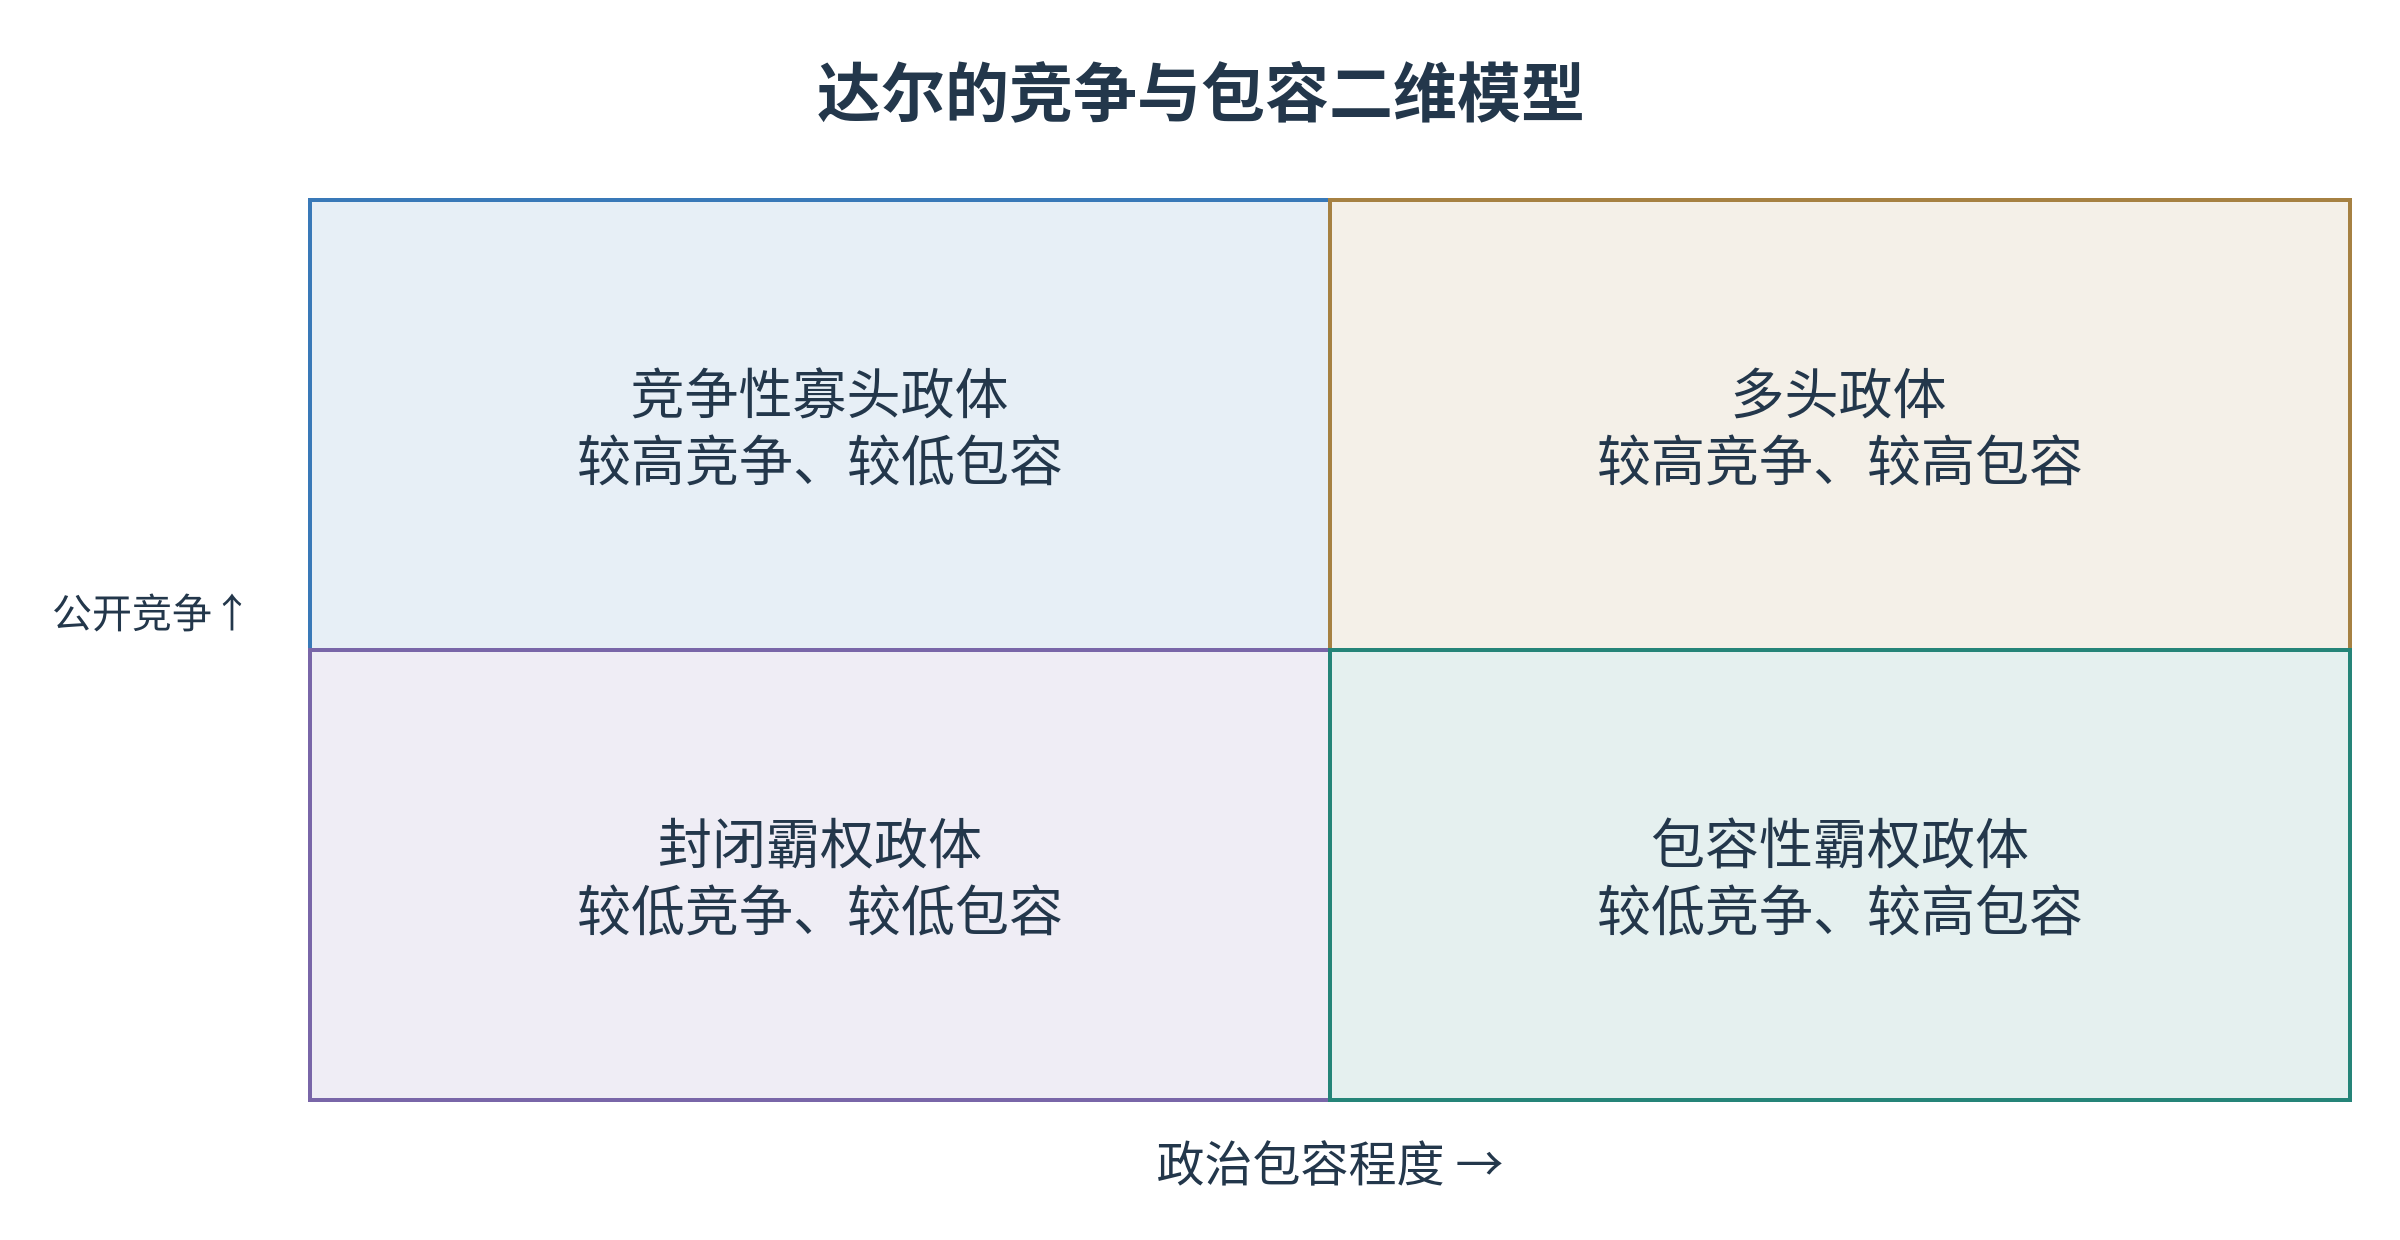 达尔的竞争与包容二维模型
竞争性寡头政体
较高竞争、较低包容
多头政体
较高竞争、较高包容
公开竞争↑
封闭霸权政体
较低竞争、较低包容
包容性霸权政体
较低竞争、较高包容
政治包容程度 →